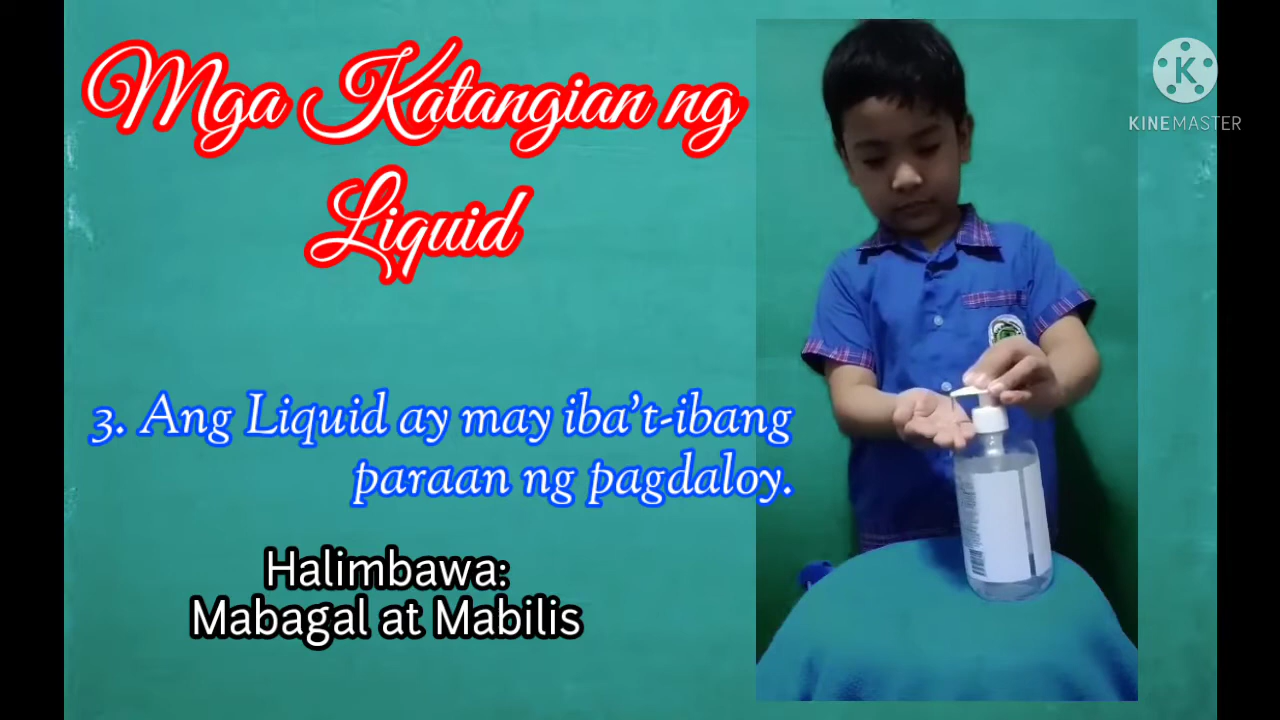 Mga Katangian ng
Liquid
3. Ang Liquid ay may iba't-ibang
paraan ng pagdaloy.
Halimbawa:
Mabagal at Mabilis
K
KINEMASTER